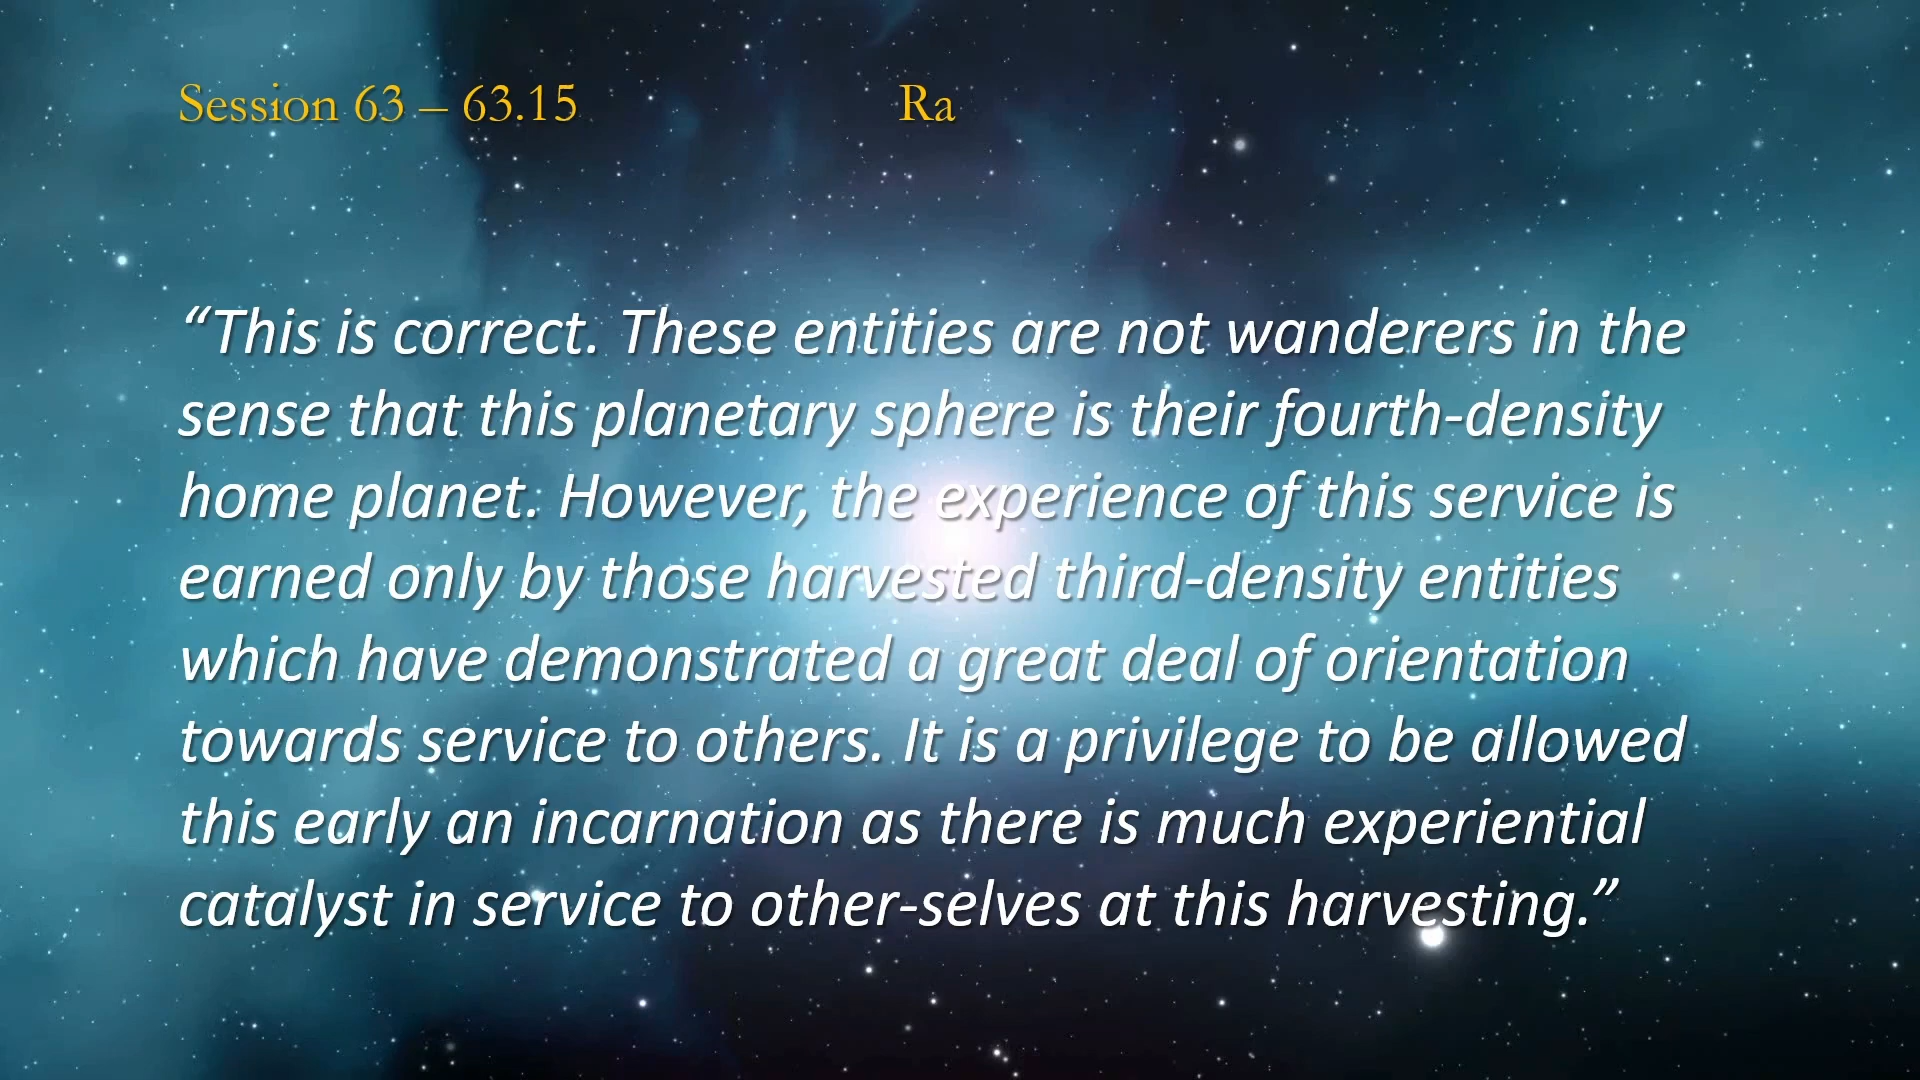 Session 63 – 63.15 Ra
“This is correct. These entities are not wanderers in the
sense that this planetary sphere is their fourth-density
home planet. However, the experience of this service is
earned only by those harvested third-density entities
which have demonstrated a great deal of orientation
towards service to others. It is a privilege to be allowed
this early an incarnation as there is much experiential
catalyst in service to other-selves at this harvesting.”